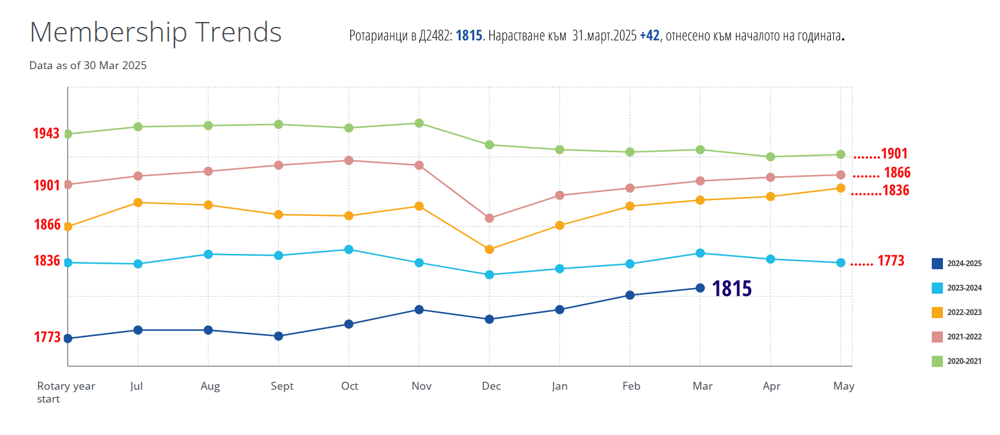 Membership Trends
Ротарианци в Д2482: 1815. Нарастване към 31.март.2025 +42, отнесено към началото на годината.
Data as of 30 Mar 2025
1943
1901
1866
1836
1773
.......1901
....... 1866
........1836
...... 1773
1815
2024-2025
2023-2024
2022-2023
2021-2022
2020-2021
Rotary year start
Jul
Aug
Sept
Oct
Nov
Dec
Jan
Feb
Mar
Apr
May